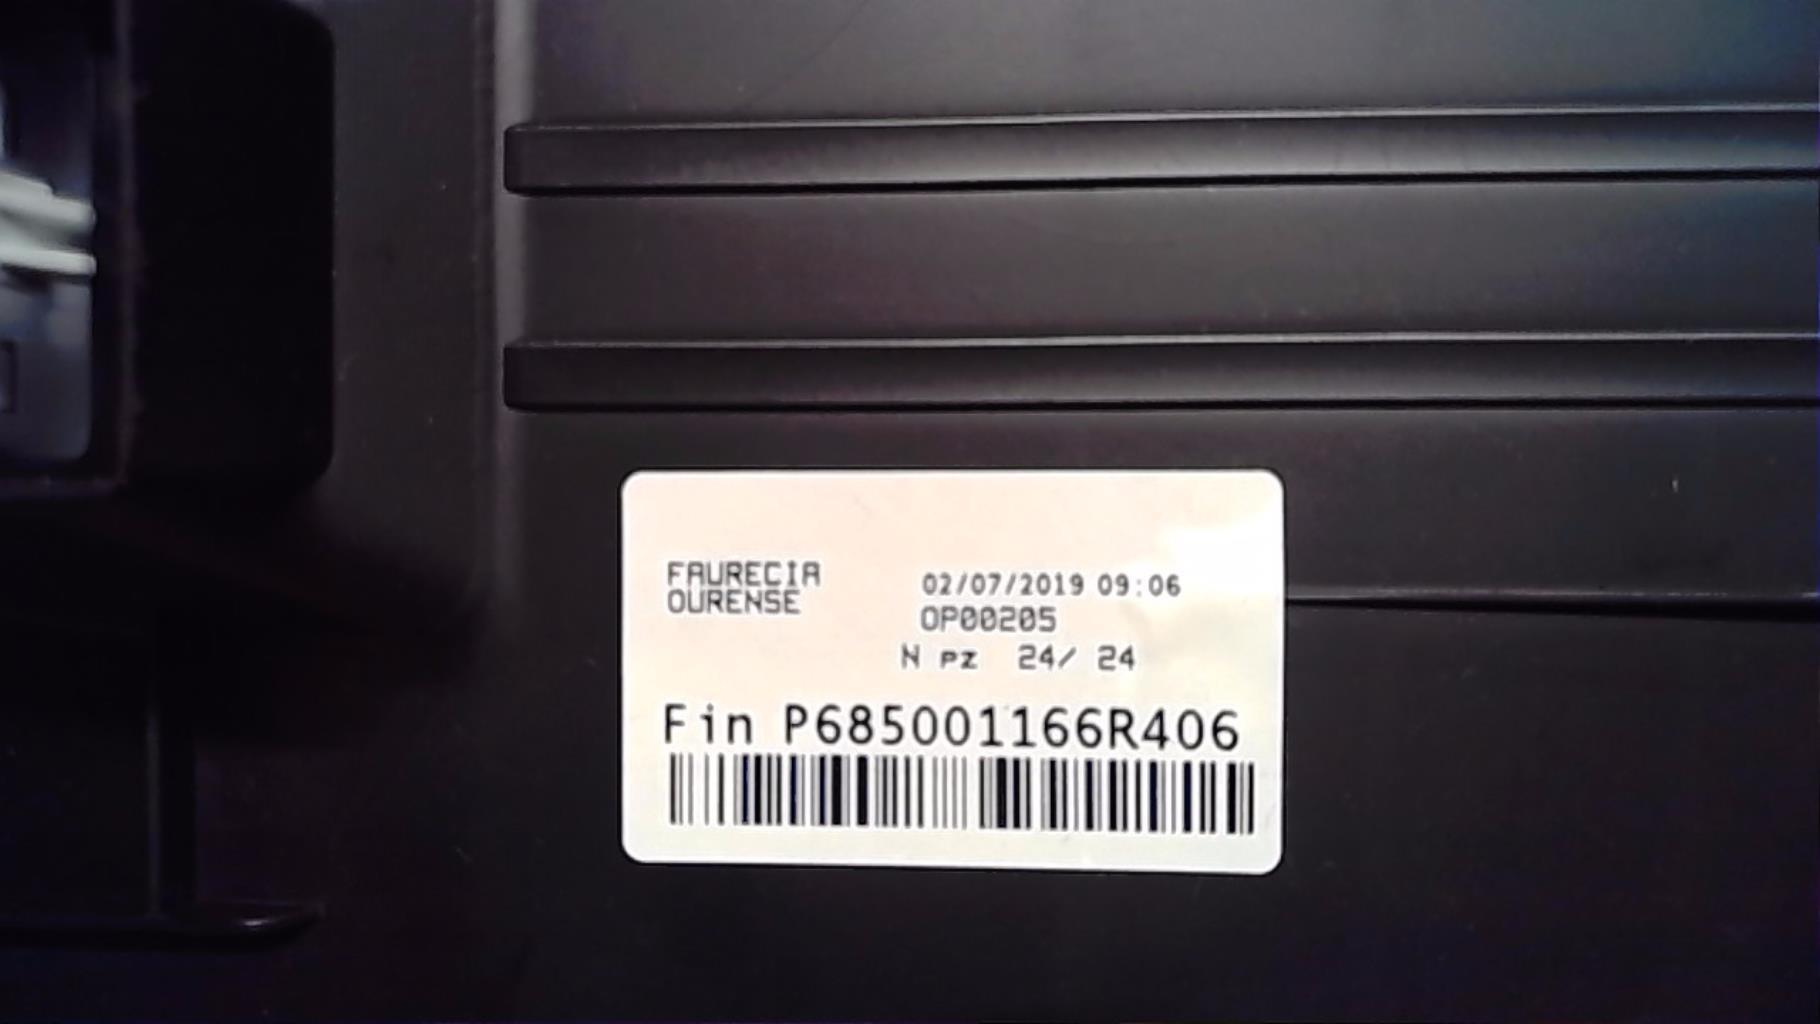 FAURECIA
OURENSE
02/07/2019 09:06
OP00205
N pz 24/ 24
Fin P685001166R406